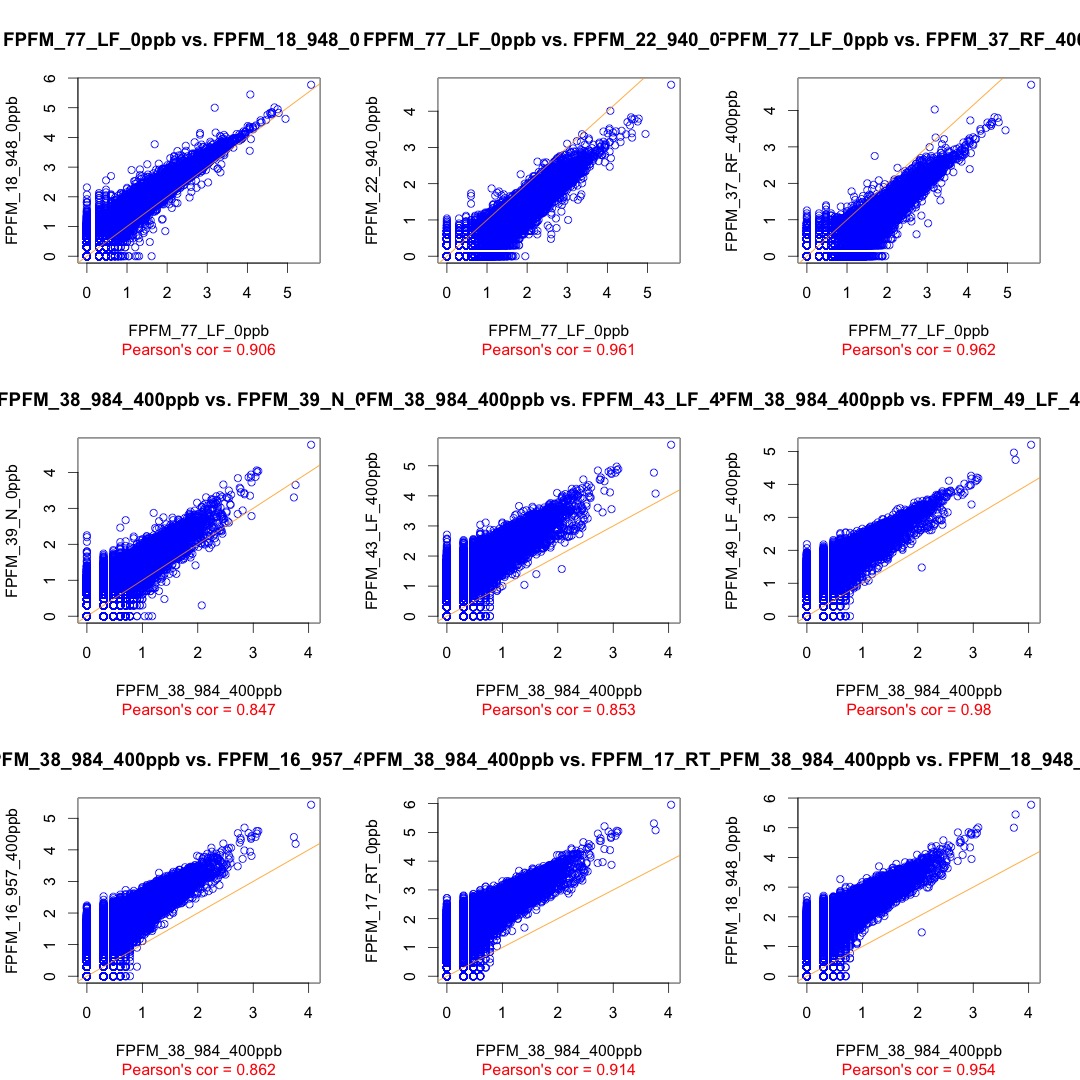 FPFM_77_LF_0ppb vs. FPFM_18_948_0
6
5
4
3
2
1
0
FPFM_18_948_0ppb
0 1 2 3 4 5
FPFM_77_LF_0ppb
Pearson's cor = 0.906
FPFM_77_LF_0ppb vs. FPFM_22_940_0
4
3
2
1
0
FPFM_22_940_0ppb
0 1 2 3 4 5
FPFM_77_LF_0ppb
Pearson's cor = 0.961
FPFM_77_LF_0ppb vs. FPFM_37_RF_400
4
3
2
1
0
FPFM_37_RF_400ppb
0 1 2 3 4 5
FPFM_77_LF_0ppb
Pearson's cor = 0.962
FPFM_38_984_400ppb vs. FPFM_39_N_0
4
3
2
1
0
FPFM_39_N_0ppb
0 1 2 3 4
FPFM_38_984_400ppb
Pearson's cor = 0.847
PFM_38_984_400ppb vs. FPFM_43_LF_4
5
4
3
2
1
0
FPFM_43_LF_400ppb
0 1 2 3 4
FPFM_38_984_400ppb
Pearson's cor = 0.853
PFM_38_984_400ppb vs. FPFM_49_LF_4
5
4
3
2
1
0
FPFM_49_LF_400ppb
0 1 2 3 4
FPFM_38_984_400ppb
Pearson's cor = 0.98
PFM_38_984_400ppb vs. FPFM_16_957_4
5
4
3
2
1
0
FPFM_16_957_400ppb
0 1 2 3 4
FPFM_38_984_400ppb
Pearson's cor = 0.862
PFM_38_984_400ppb vs. FPFM_17_RT_
6
5
4
3
2
1
0
FPFM_17_RT_0ppb
0 1 2 3 4
FPFM_38_984_400ppb
Pearson's cor = 0.914
PFM_38_984_400ppb vs. FPFM_18_948_
6
5
4
3
2
1
0
FPFM_18_948_0ppb
0 1 2 3 4
FPFM_38_984_400ppb
Pearson's cor = 0.954